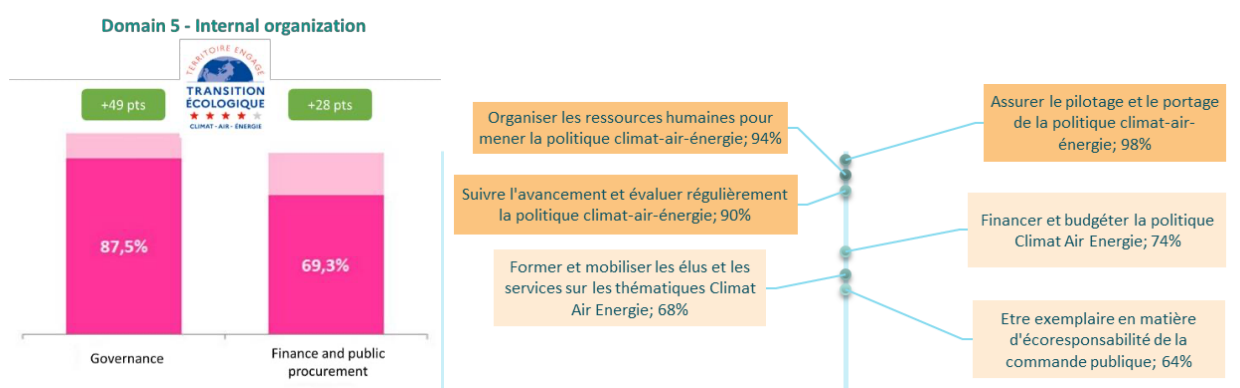 Domain 5 - Internal organization
TERRITOIRE ENGAGÉ
TRANSITION
ÉCOLOGIQUE
CLIMAT - AIR - ÉNERGIE
+49 pts
+28 pts
87,5%
69,3%
Governance
Finance and public
procurement
Organiser les ressources humaines pour
mener la politique climat-air-énergie; 94%
Suivre l'avancement et évaluer régulièrement
la politique climat-air-énergie; 90%
Former et mobiliser les élus et les
services sur les thématiques Climat
Air Energie; 68%
Assurer le pilotage et le portage
de la politique climat-air-
énergie; 98%
Financer et budgéter la politique
Climat Air Energie; 74%
Etre exemplaire en matière
d'écoresponsabilité de la
commande publique; 64%